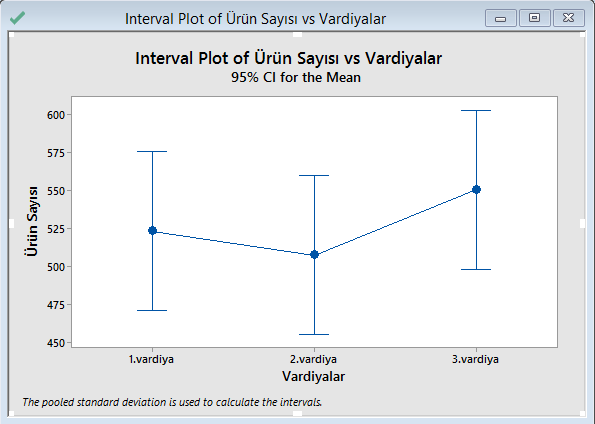 Interval Plot of Ürün Sayısı vs Vardiyalar
Interval Plot of Ürün Sayısı vs Vardiyalar
95% CI for the Mean
600
575
550
525
500
475
450
Ürün Sayısı
1.vardiya 2.vardiya 3.vardiya
Vardiyalar
The pooled standard deviation is used to calculate the intervals.